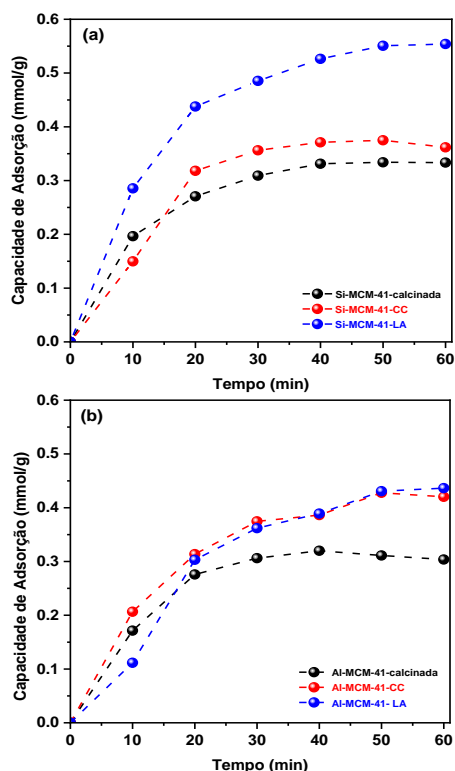 (a)
Capacidade de Adsorção (mmol/g)
0.6
0.5
0.4
0.3
0.2
0.1
0.0
Si-MCM-41-calcinada
Si-MCM-41-CC
Si-MCM-41-LA
0 10 20 30 40 50 60
Tempo (min)
(b)
Capacidade de Adsorção (mmol/g)
0.6
0.5
0.4
0.3
0.2
0.1
0.0
Al-MCM-41-calcinada
Al-MCM-41-CC
Al-MCM-41- LA
0 10 20 30 40 50 60
Tempo (min)